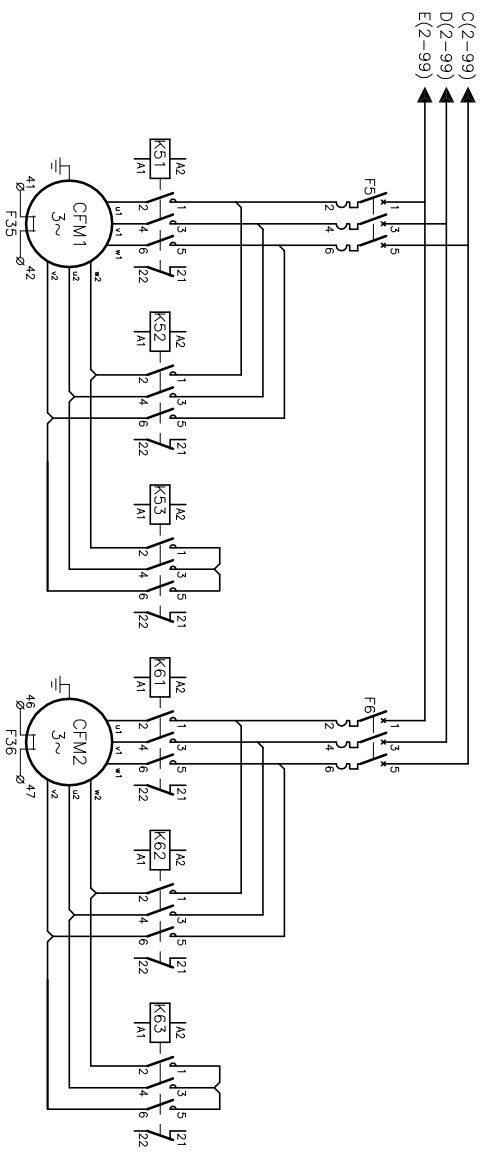 C(2-99)
D(2-99)
E(2-99)
1 3 5
F5
2 4 6
1 3 5
F6
2 4 6
A2 1 3 5 21
K51
A1 2 4 6 22
A2 1 3 5 21
K52
A1 2 4 6 22
A2 1 3 5 21
K53
A1 2 4 6 22
A2 1 3 5 21
K61
A1 2 4 6 22
A2 1 3 5 21
K62
A1 2 4 6 22
A2 1 3 5 21
K63
A1 2 4 6 22
u1 v1 w1
CFM1
3~
w2
u2
v2
41 F35 42
u1 v1 w1
CFM2
3~
w2
u2
v2
46 F36 47